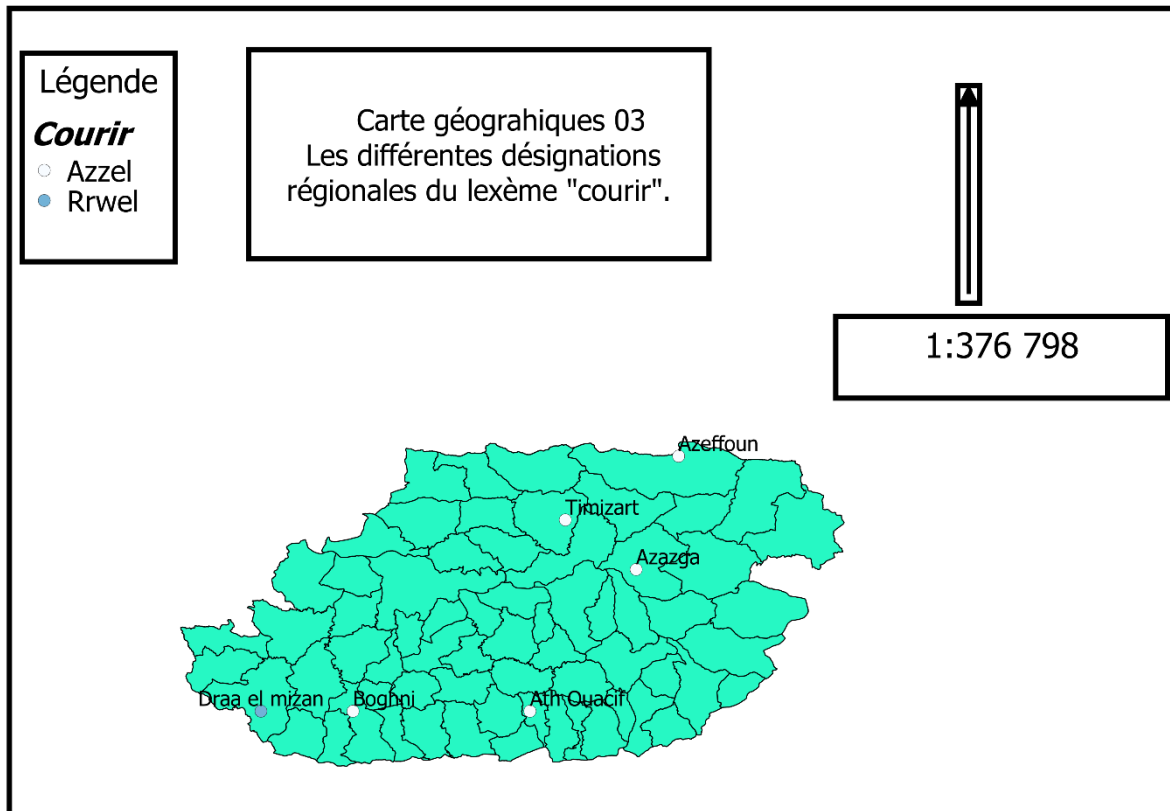 Légende
Courir
Azzel
Rrwel
Carte géograhiques 03
Les différentes désignations
régionales du lexème "courir".
1:376 798
Azeffoun
Timizart
Azazga
Draa el mizan
Boghni
Ath Ouacif